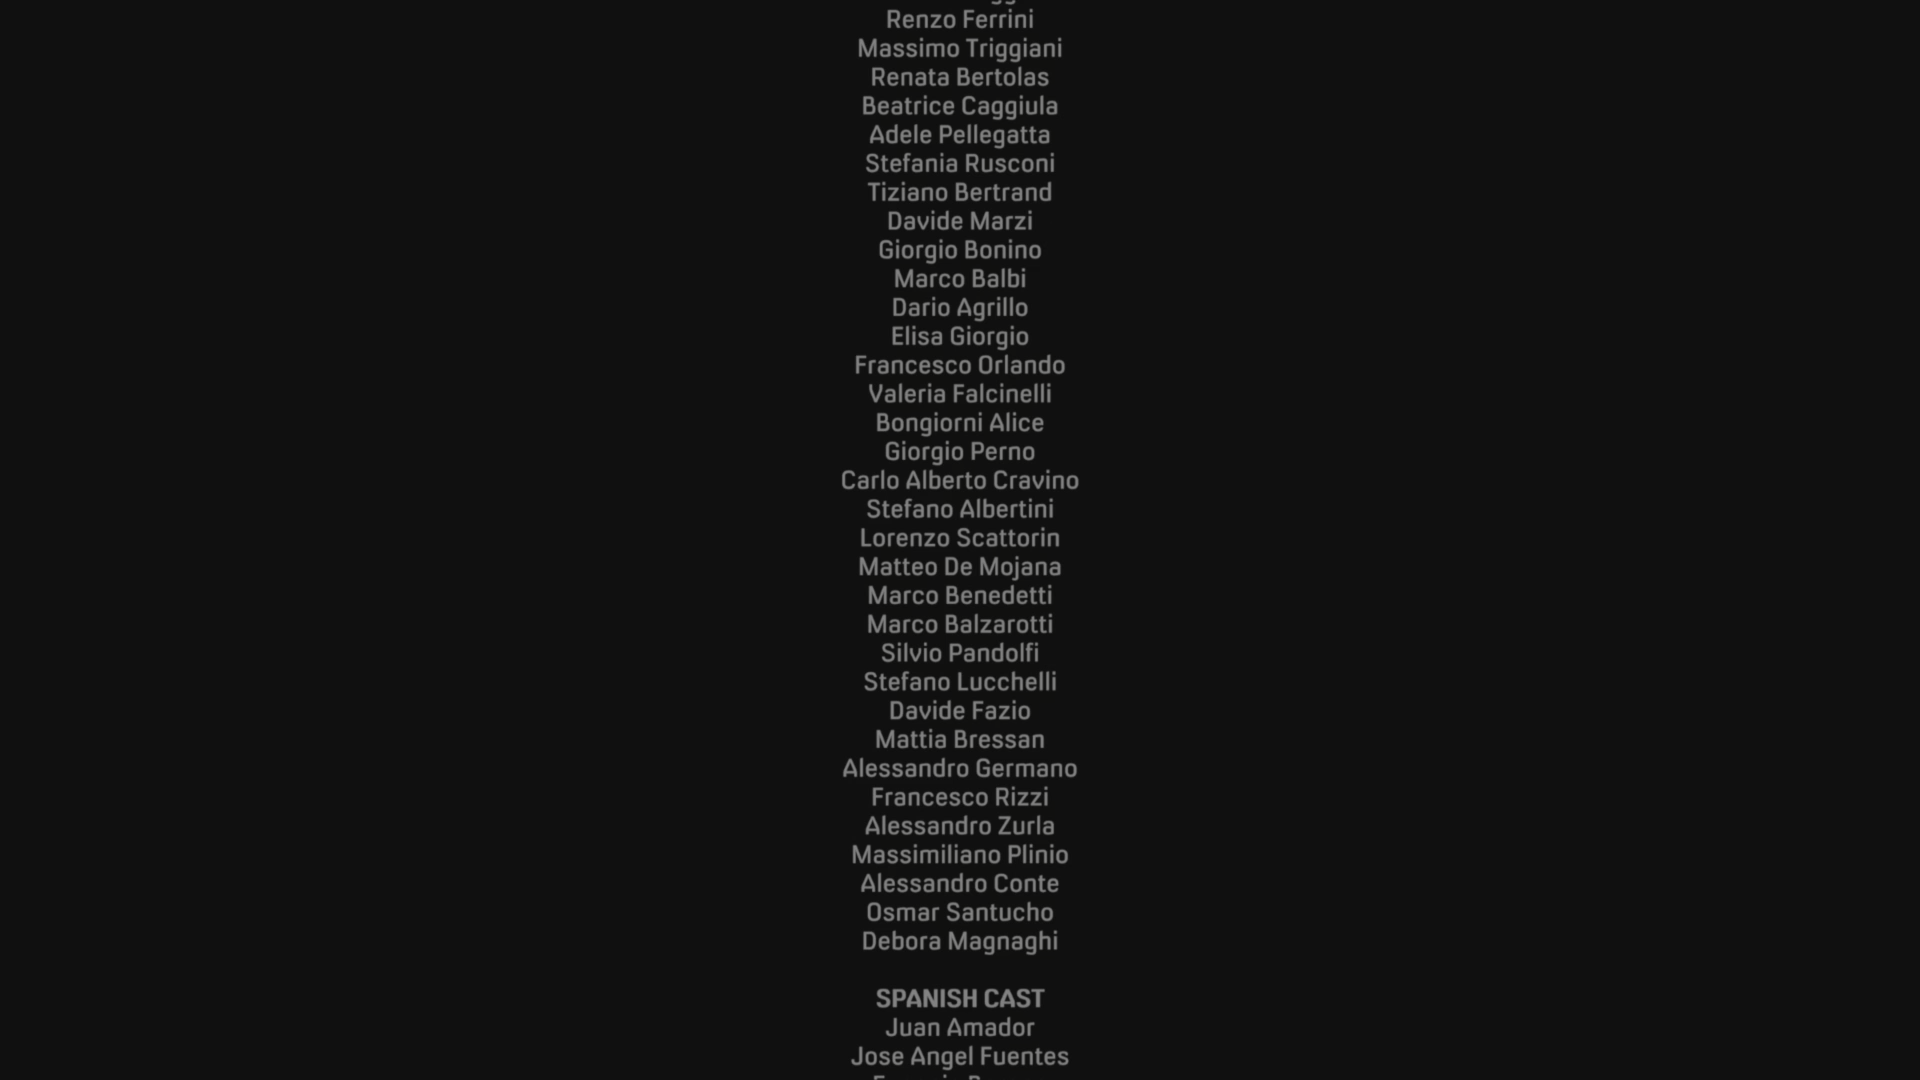 Renzo Ferrini
Massimo Triggiani
Renata Bertolas
Beatrice Caggiula
Adele Pellegatta
Stefania Rusconi
Tiziano Bertrand
Davide Marzi
Giorgio Bonino
Marco Balbi
Dario Agrillo
Elisa Giorgio
Francesco Orlando
Valeria Falcinelli
Bongiorni Alice
Giorgio Perno
Carlo Alberto Cravino
Stefano Albertini
Lorenzo Scattorin
Matteo De Mojana
Marco Benedetti
Marco Balzarotti
Silvio Pandolfi
Stefano Lucchelli
Davide Fazio
Mattia Bressan
Alessandro Germano
Francesco Rizzi
Alessandro Zurla
Massimiliano Plinio
Alessandro Conte
Osmar Santucho
Debora Magnaghi
SPANISH CAST
Juan Amador
Jose Angel Fuentes